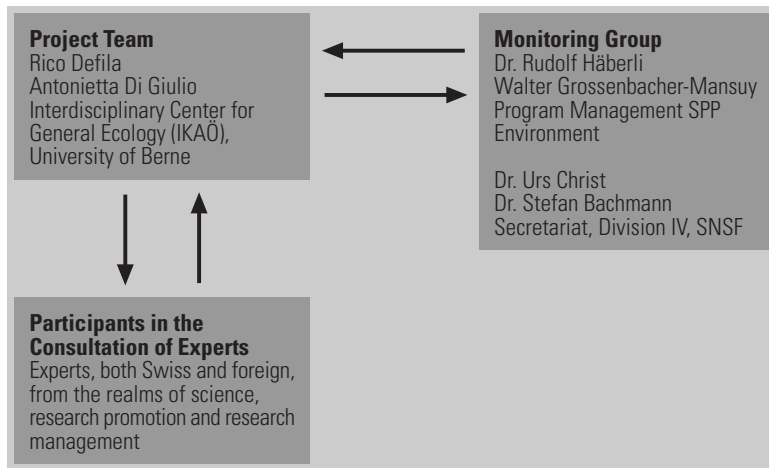 Project Team
Rico Defila
Antonietta Di Giulio
Interdisciplinary Center for
General Ecology (IKAÖ),
University of Berne
Monitoring Group
Dr. Rudolf Häberli
Walter Grossenbacher-Mansuy
Program Management SPP
Environment
Dr. Urs Christ
Dr. Stefan Bachmann
Secretariat, Division IV, SNSF
Participants in the
Consultation of Experts
Experts, both Swiss and foreign,
from the realms of science,
research promotion and research
management